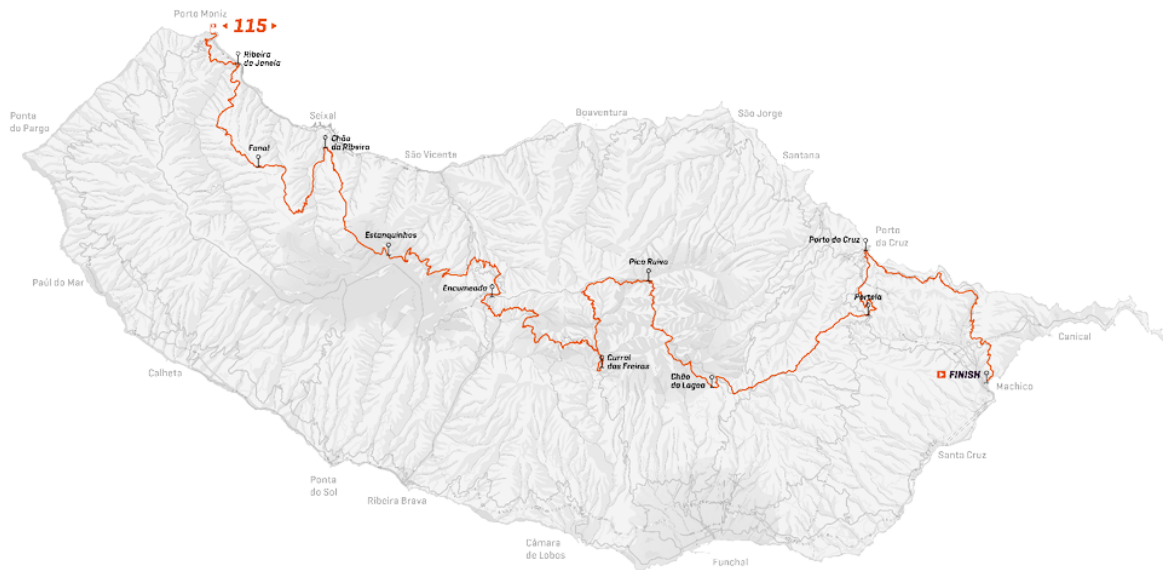 Porto Moniz
115
Ribeira
da Janela
Seixal
Chão
da Ribeira
Fanal
Ponta
do Pargo
São Vicente
Boaventura
São Jorge
Santana
Estanquinhos
Porto da Cruz
Porto
da Cruz
Paúl do Mar
Encumeada
Pico Ruivo
Portela
Canical
Curral
das Freiras
Calheta
Chão
da Lagoa
FINISH
Machico
Santa Cruz
Ponta
do Sol
Ribeira Brava
Câmara
de Lobos
Funchal